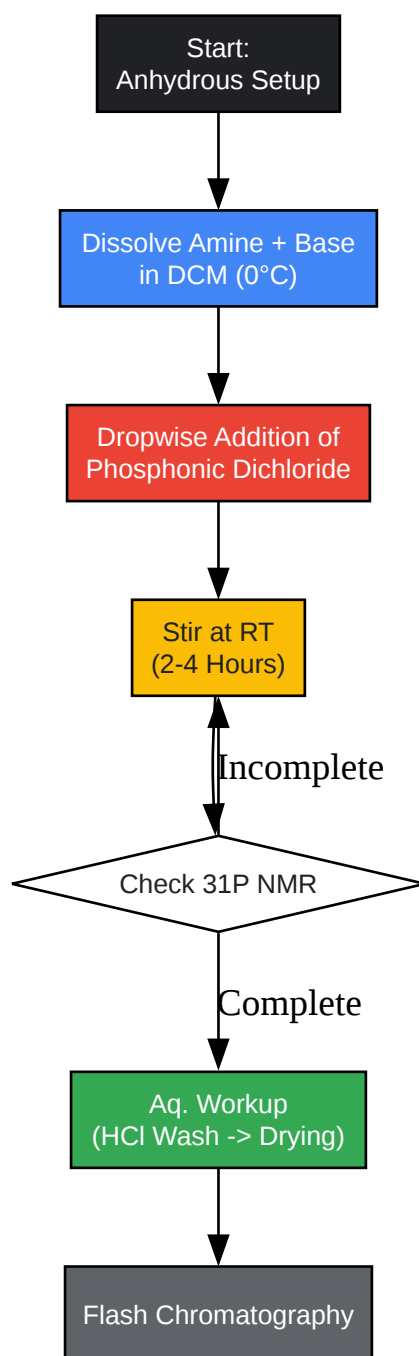 Start:
Anhydrous Setup
Dissolve Amine + Base
in DCM (0°C)
Dropwise Addition of
Phosphonic Dichloride
Stir at RT
(2-4 Hours)
Incomplete
Check 31P NMR
Complete
Aq. Workup
(HCl Wash -> Drying)
Flash Chromatography